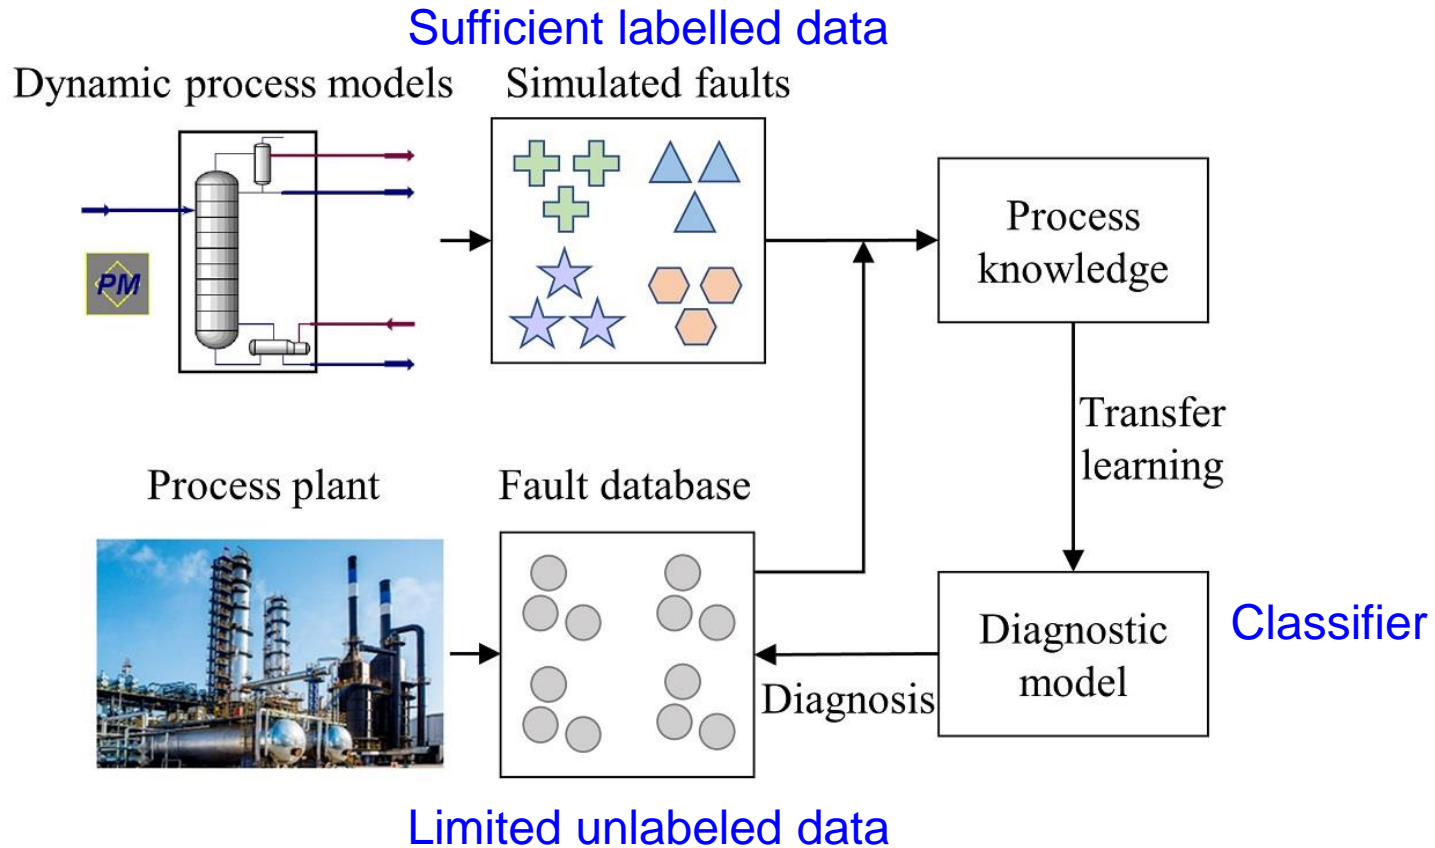 Sufficient labelled data
Dynamic process models
Simulated faults
PM
Process
knowledge
Transfer
learning
Process plant
Fault database
Diagnostic
model
Classifier
Diagnosis
Limited unlabeled data